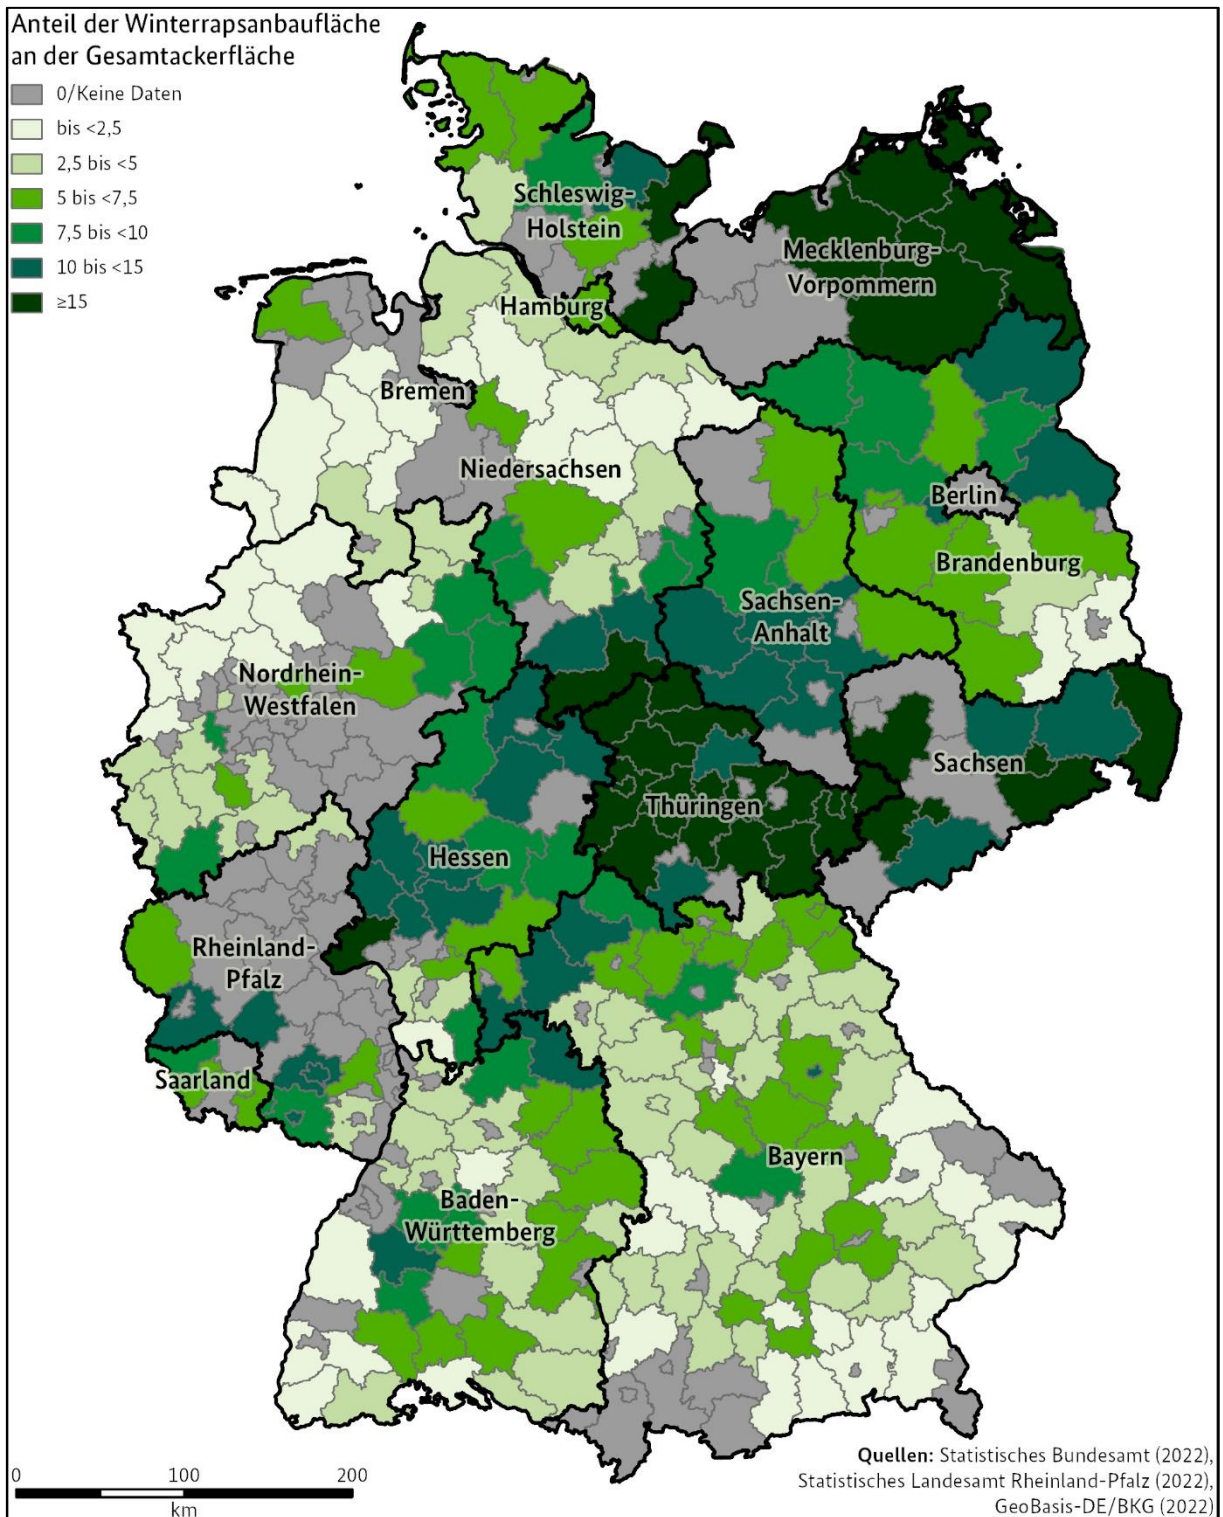 Anteil der Winterrapsanbaufläche
an der Gesamtackerfläche
0/Keine Daten
bis <2,5
2,5 bis <5
5 bis <7,5
7,5 bis <10
10 bis <15
≥15
Schleswig-
Holstein
Mecklenburg-
Vorpommern
Hamburg
Bremen
Niedersachsen
Berlin
Brandenburg
Sachsen-
Anhalt
Nordrhein-
Westfalen
Sachsen
Thüringen
Hessen
Rheinland-
Pfalz
Saarland
Bayern
Baden-
Württemberg
0 100 200
km
Quellen: Statistisches Bundesamt (2022),
Statistisches Landesamt Rheinland-Pfalz (2022),
GeoBasis-DE/BKG (2022)